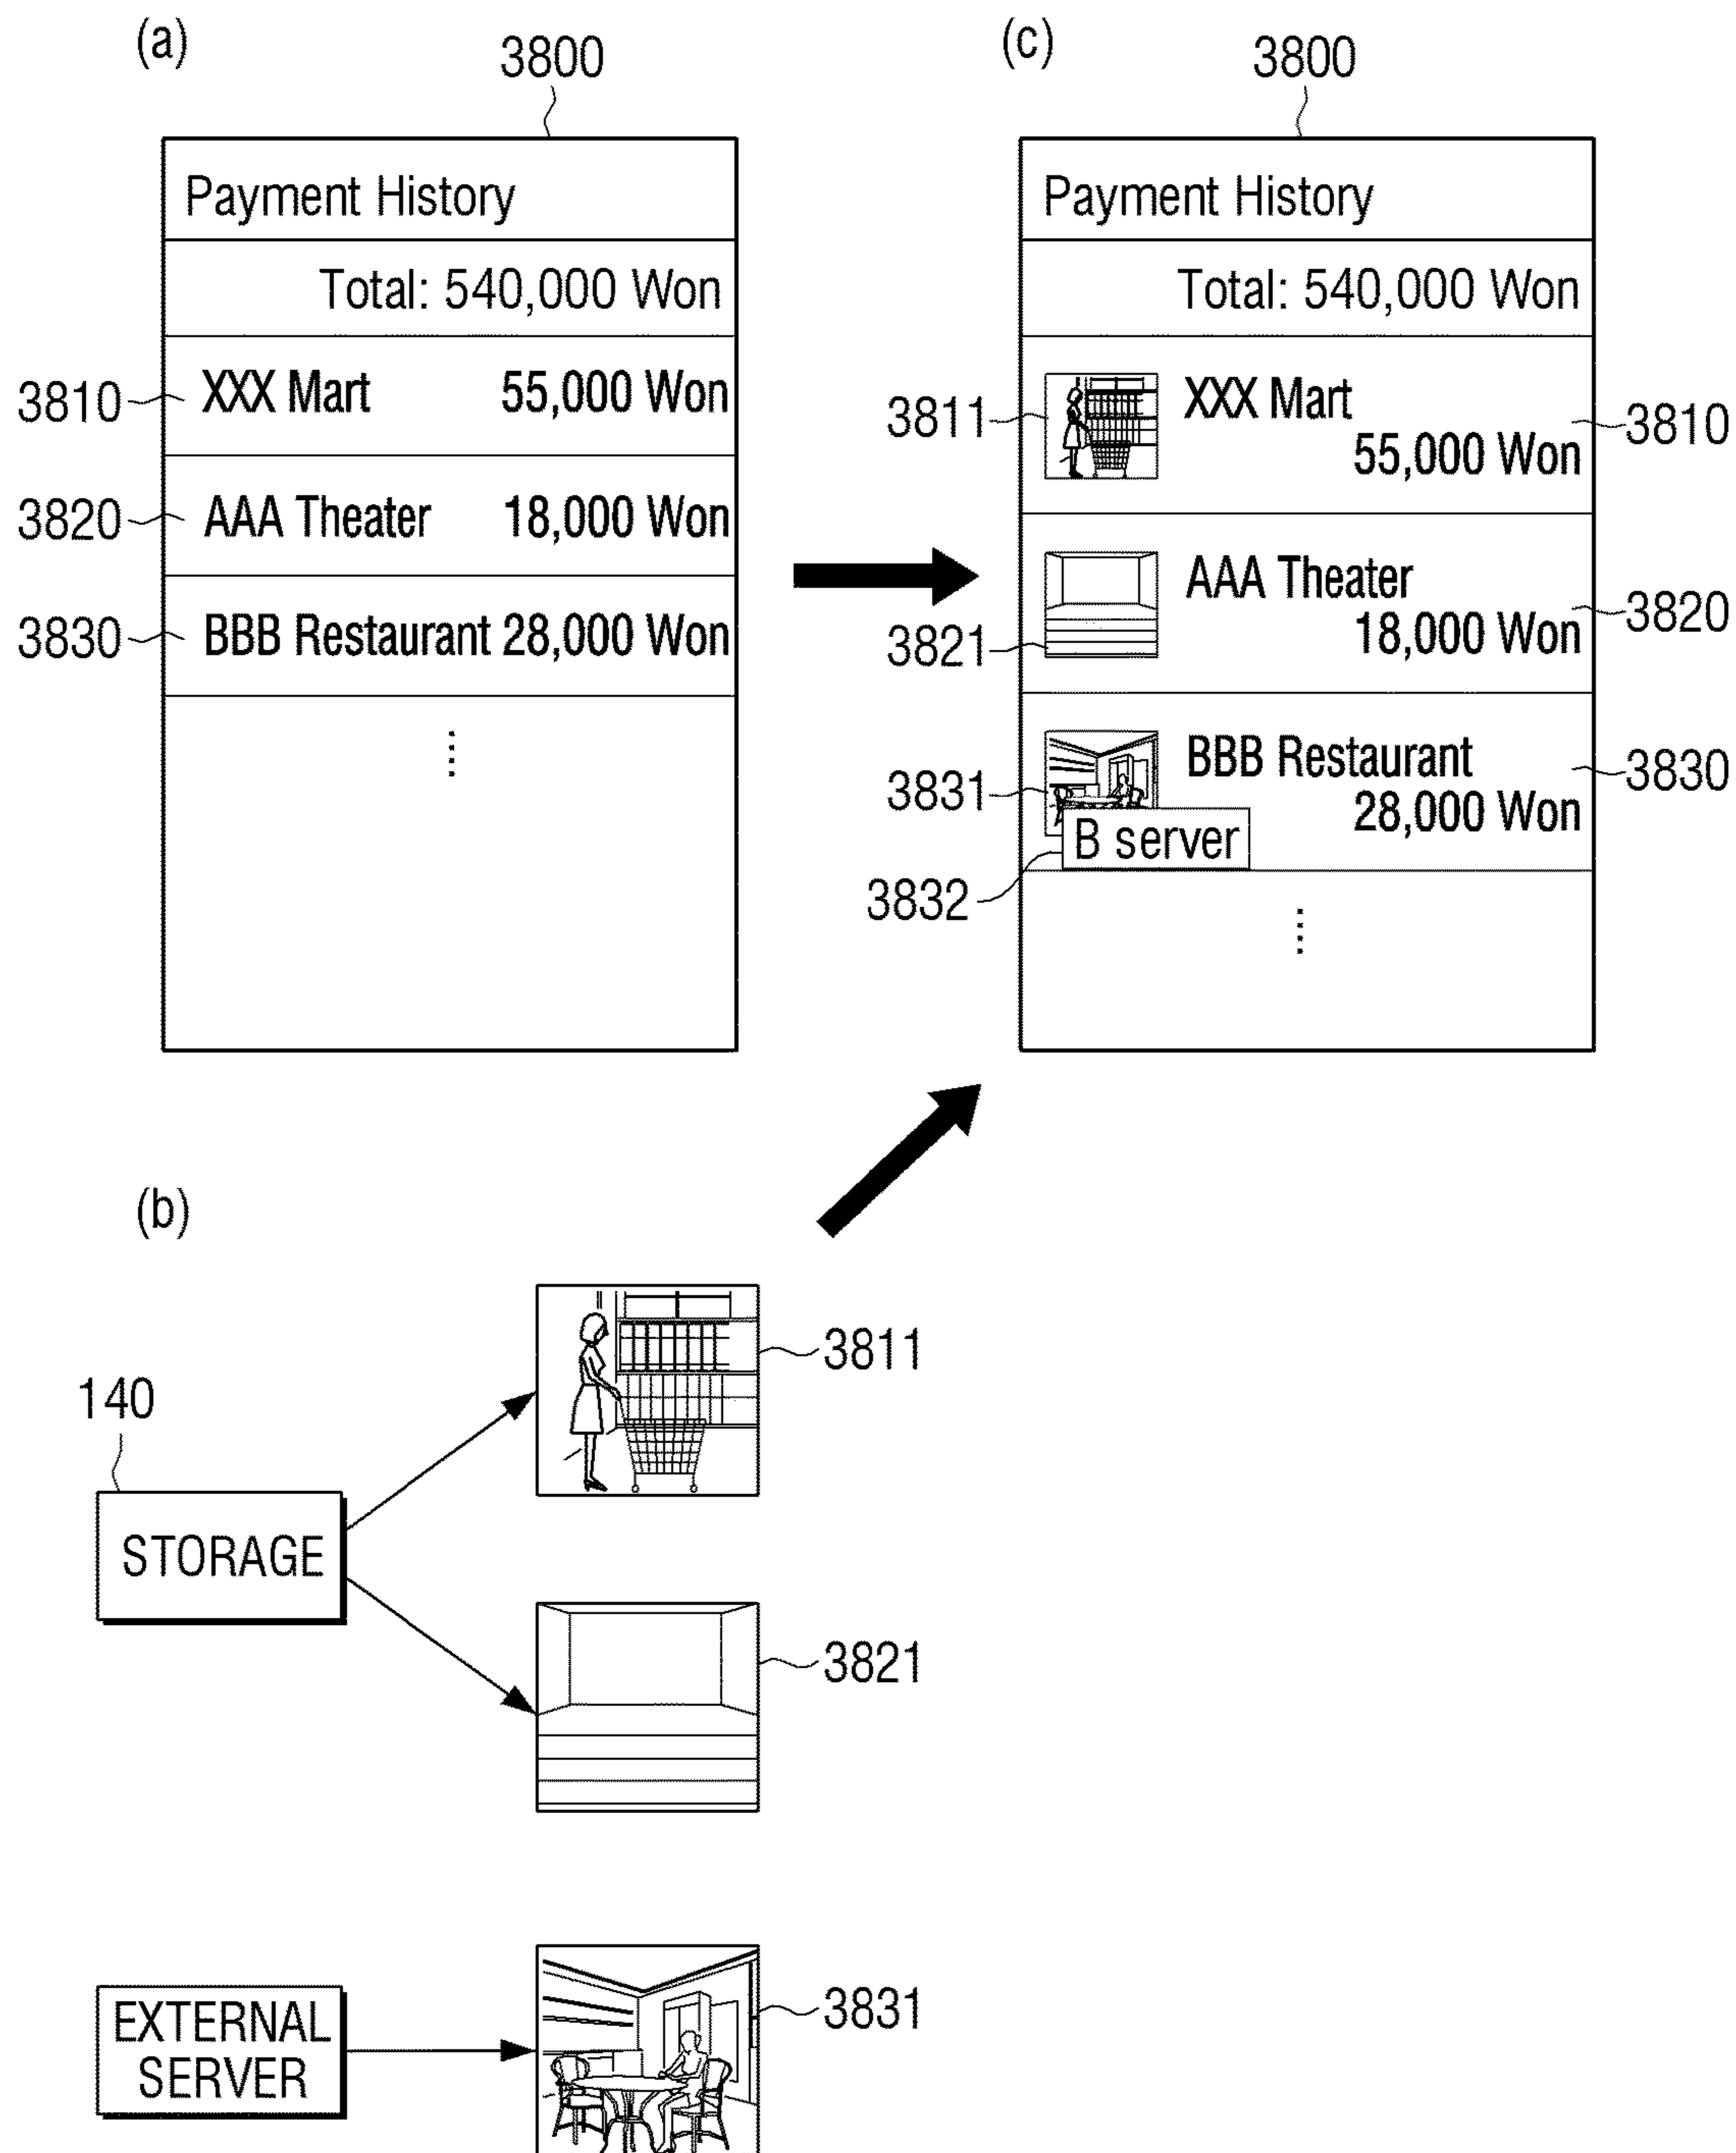 (a)
3800
Payment History
Total: 540,000 Won
3810
XXX Mart 55,000 Won
3820
AAA Theater 18,000 Won
3830
BBB Restaurant 28,000 Won
(c)
3800
Payment History
Total: 540,000 Won
3811
XXX Mart
55,000 Won
3810
3821
AAA Theater
18,000 Won
3820
3831
BBB Restaurant
28,000 Won
3830
B server
3832
(b)
140
STORAGE
3811
3821
EXTERNAL
SERVER
3831